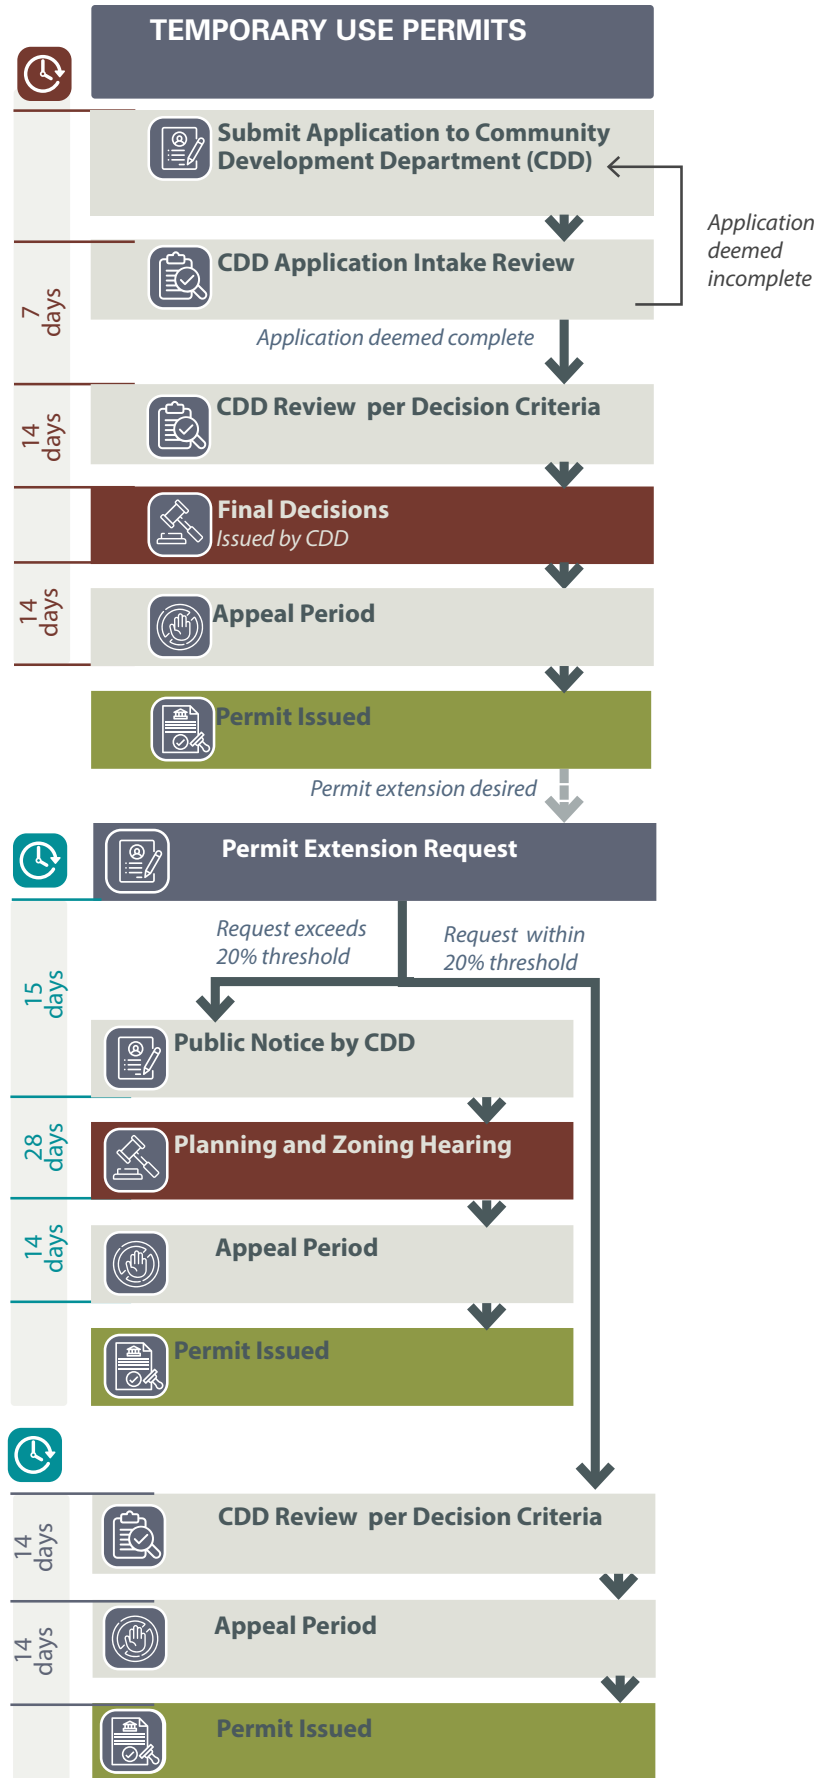 TEMPORARY USE PERMITS
Submit Application to Community
Development Department (CDD)
Application
deemed
incomplete
CDD Application Intake Review
7
days
Application deemed complete
CDD Review per Decision Criteria
14
days
Final Decisions
Issued by CDD
Appeal Period
14
days
Permit Issued
Permit extension desired
Permit Extension Request
Request exceeds
20% threshold
Request within
20% threshold
15
days
Public Notice by CDD
Planning and Zoning Hearing
28
days
Appeal Period
14
days
Permit Issued
CDD Review per Decision Criteria
14
days
Appeal Period
14
days
Permit Issued